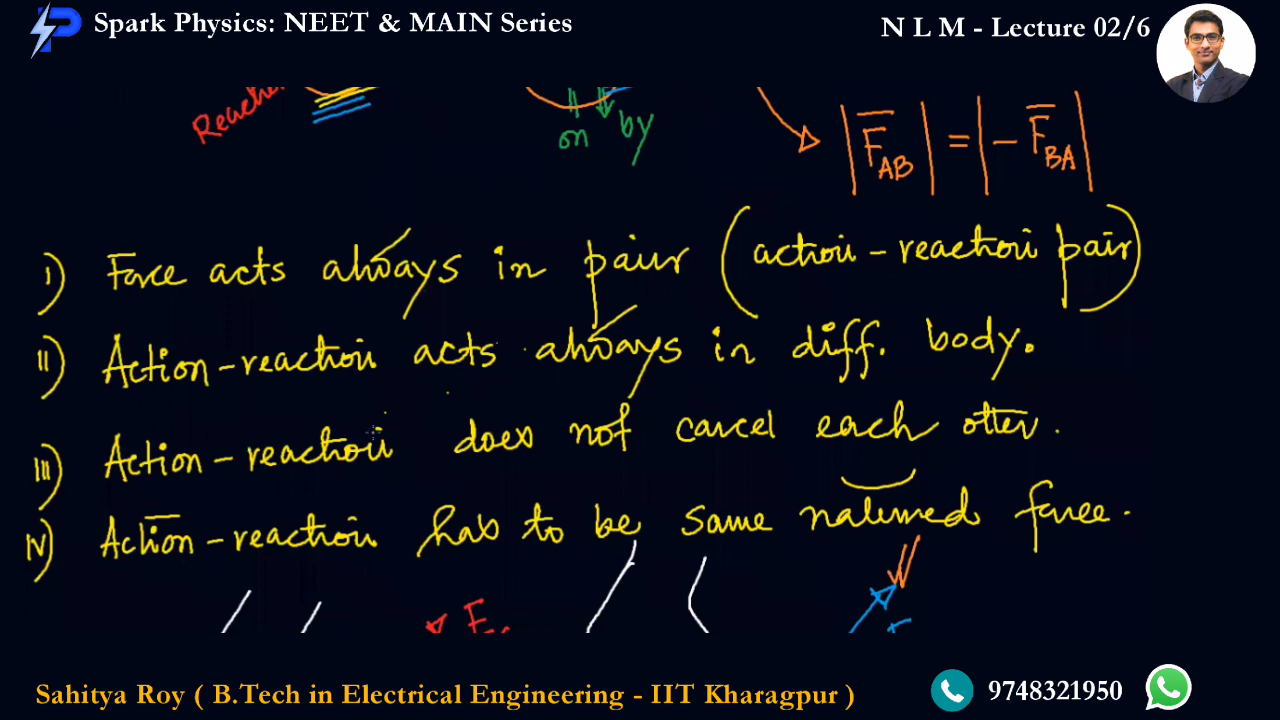 Spark Physics: NEET & MAIN Series
N L M - Lecture 02/6
on by
|F̅AB| = |- F̅BA|
I) Force acts always in pair (action - reaction pair)
II) Action - reaction acts always in diff. body.
III) Action - reaction does not cancel each other.
IV) Action - reaction has to be same natured force.
Sahitya Roy ( B.Tech in Electrical Engineering - IIT Kharagpur )
9748321950